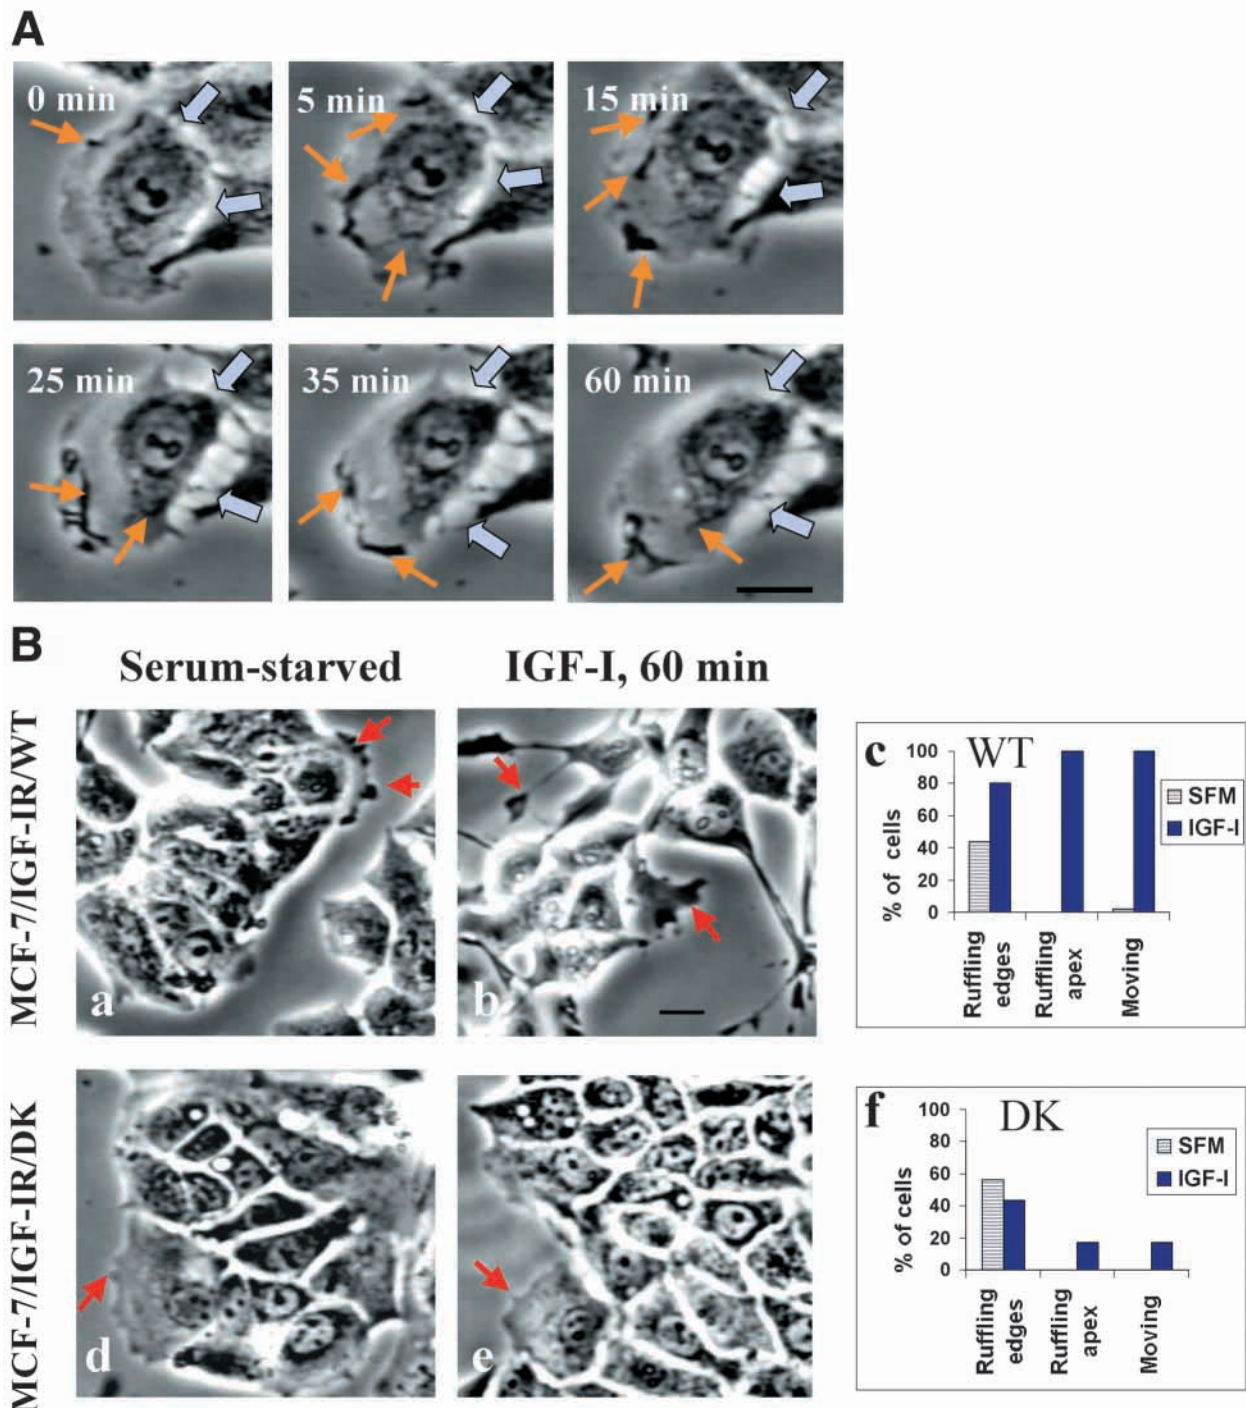 A
0 min
5 min
15 min
25 min
35 min
60 min
B
Serum-starved
IGF-I, 60 min
MCF-7/IGF-IR/WT
a
b
c
WT
100
80
60
40
20
0
% of cells
Ruffling
edges
Ruffling
apex
Moving
SFM
IGF-I
MCF-7/IGF-IR/DK
d
e
f
DK
100
80
60
40
20
0
% of cells
Ruffling
edges
Ruffling
apex
Moving
SFM
IGF-I